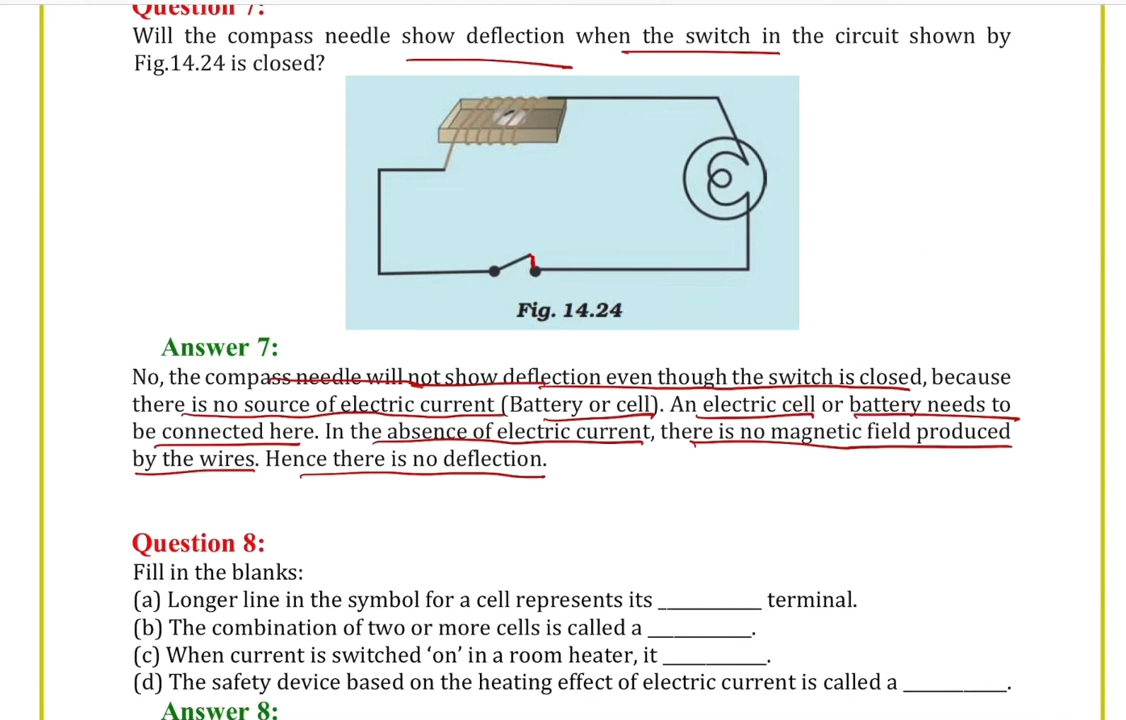 Question 7:
Will the compass needle show deflection when the switch in the circuit shown by
Fig.14.24 is closed?
Fig. 14.24
Answer 7:
No, the compass needle will not show deflection even though the switch is closed, because
there is no source of electric current (Battery or cell). An electric cell or battery needs to
be connected here. In the absence of electric current, there is no magnetic field produced
by the wires. Hence there is no deflection.
Question 8:
Fill in the blanks:
(a) Longer line in the symbol for a cell represents its __________ terminal.
(b) The combination of two or more cells is called a __________.
(c) When current is switched ‘on’ in a room heater, it __________.
(d) The safety device based on the heating effect of electric current is called a __________.
Answer 8: